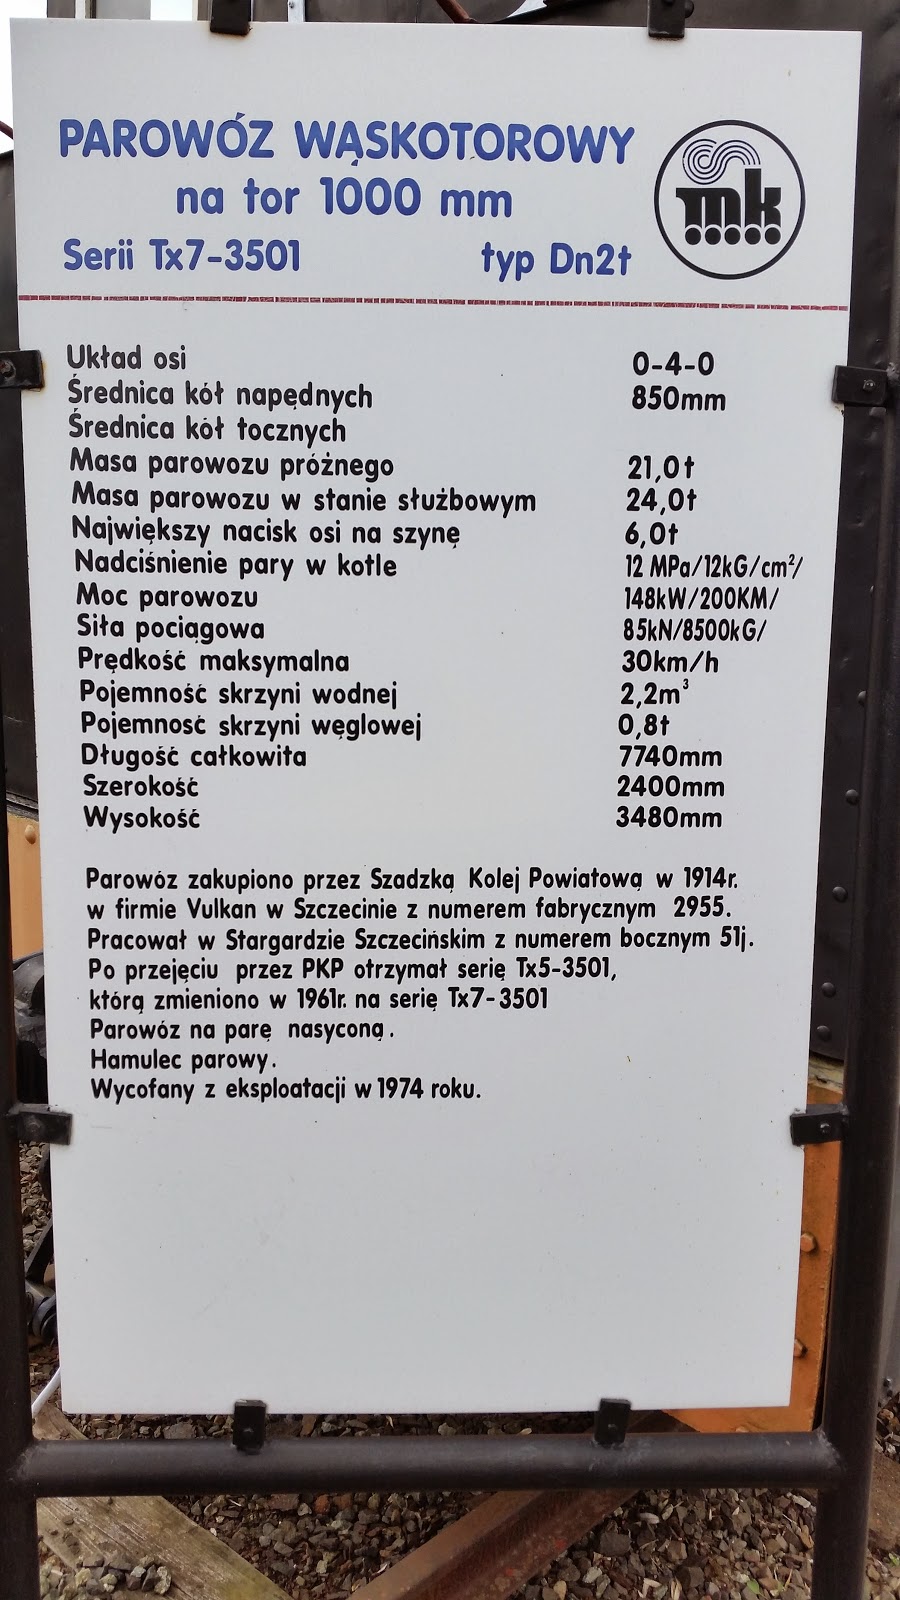 PAROWÓZ WĄSKOTOROWY
na tor 1000 mm
mk
Serii Tx7-3501 typ Dn2t
Układ osi 0-4-0
Średnica kół napędnych 850mm
Średnica kół tocznych
Masa parowozu próżnego 21,0t
Masa parowozu w stanie służbowym 24,0t
Największy nacisk osi na szynę 6,0t
Nadciśnienie pary w kotle 12 MPa/12kG/cm²/
Moc parowozu 148kW/200KM/
Siła pociągowa 85kN/8500kG/
Prędkość maksymalna 30km/h
Pojemność skrzyni wodnej 2,2m³
Pojemność skrzyni węglowej 0,8t
Długość całkowita 7740mm
Szerokość 2400mm
Wysokość 3480mm
Parowóz zakupiono przez Szadzką Kolej Powiatową w 1914r.
w firmie Vulkan w Szczecinie z numerem fabrycznym 2955.
Pracował w Stargardzie Szczecińskim z numerem bocznym 51j.
Po przejęciu przez PKP otrzymał serię Tx5-3501,
którą zmieniono w 1961r. na serię Tx7-3501
Parowóz na parę nasyconą.
Hamulec parowy.
Wycofany z eksploatacji w 1974 roku.